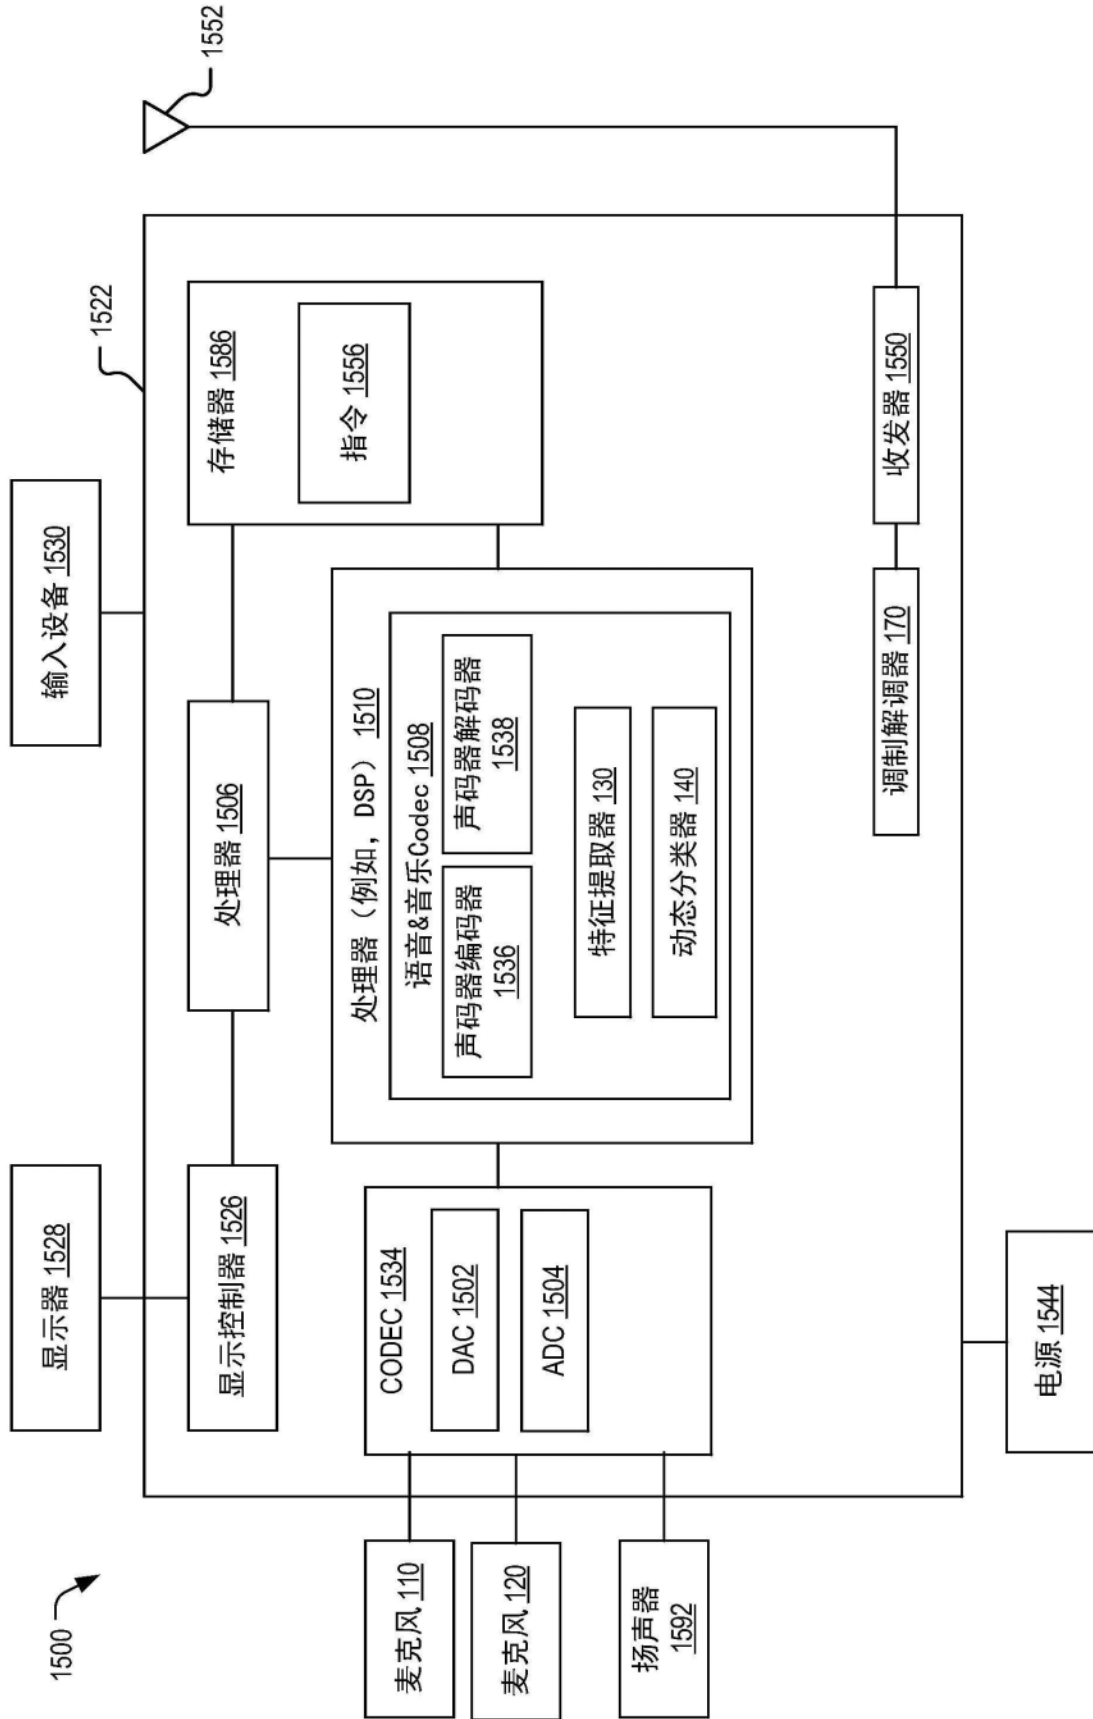 1500
显示器 1528
输入设备 1530
1522
1552
显示控制器 1526
处理器 1506
存储器 1586
指令 1556
麦克风 110
麦克风 120
扬声器
1592
CODEC 1534
DAC 1502
ADC 1504
处理器（例如，DSP）1510
语音&音乐Codec 1508
声码器编码器
1536
声码器解码器
1538
特征提取器 130
动态分类器 140
调制解调器 170
收发器 1550
电源 1544